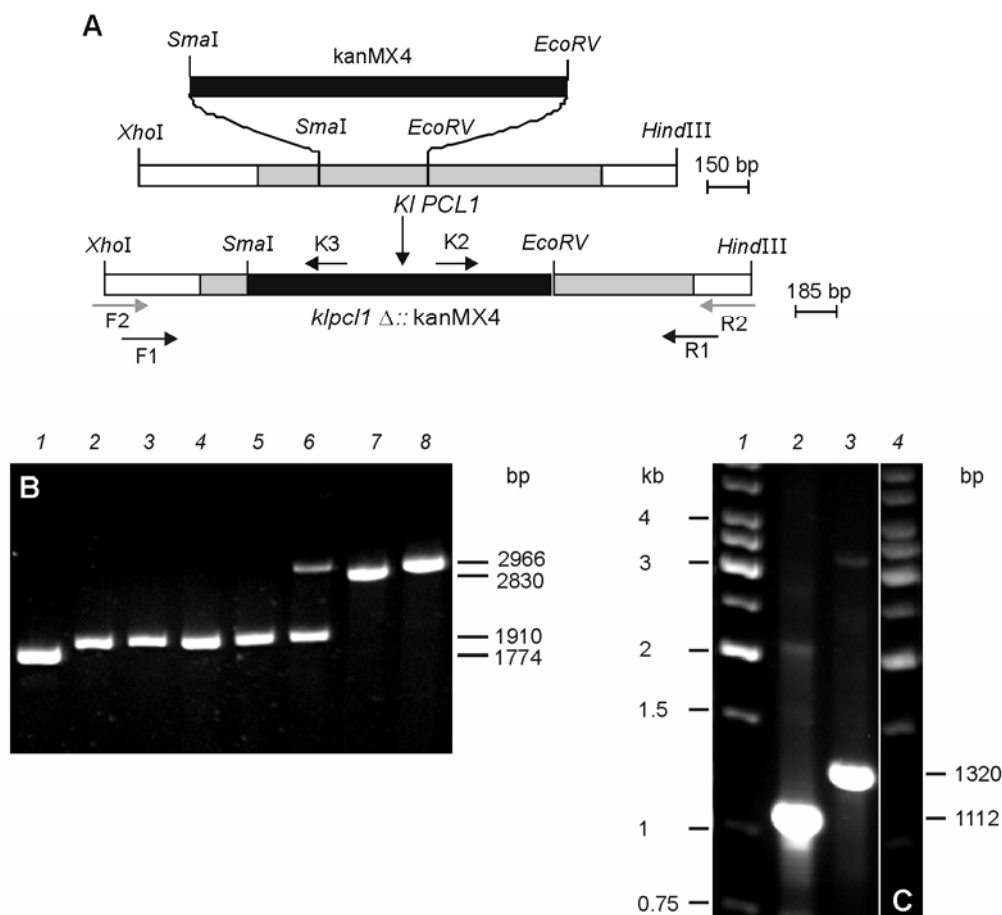 A
SmaI
kanMX4
EcoRV
XhoI
SmaI
EcoRV
HindIII
150 bp
Kl PCL1
XhoI
SmaI
K3
K2
EcoRV
HindIII
185 bp
F2
klpcl1 Δ:: kanMX4
R2
F1
R1
1 2 3 4 5 6 7 8
B
bp
2966
2830
1910
1774
1 2 3 4
kb
bp
4
3
2
1.5
1320
1112
1
0.75
C